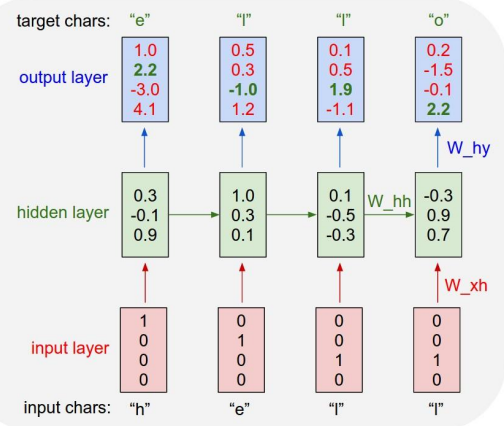 target chars: “e” “l” “l” “o”
1.0 0.5 0.1 0.2
2.2 0.3 0.5 -1.5
output layer
-3.0 -1.0 1.9 -0.1
4.1 1.2 -1.1 2.2
W_hy
0.3 1.0 0.1 -0.3
W_hh
hidden layer
-0.1 0.3 -0.5 0.9
0.9 0.1 -0.3 0.7
W_xh
1 0 0 0
0 1 0 0
input layer
0 0 1 1
0 0 0 0
input chars: “h” “e” “l” “l”